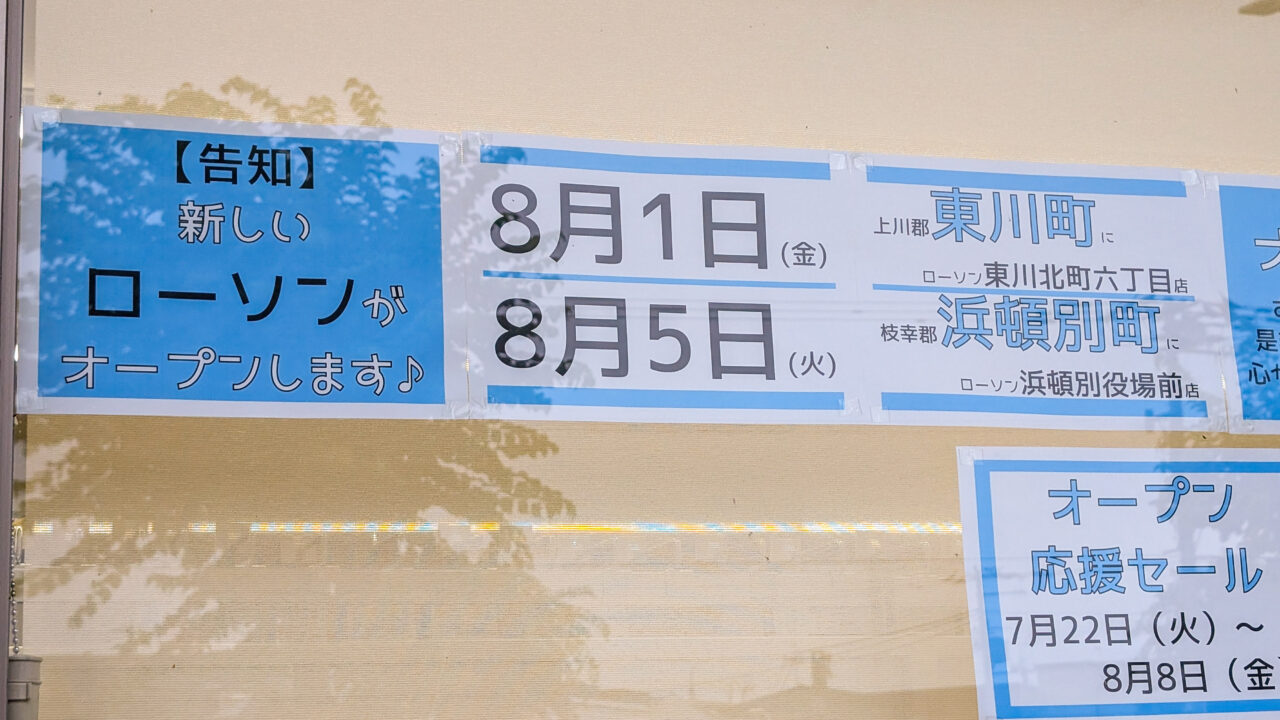 【告知】
新しい
ローソンが
オープンします♪
8月1日(金)
8月5日(火)
上川郡東川町に
ローソン東川北町六丁目店
枝幸郡浜頓別町に
ローソン浜頓別役場前店
是
心
オープン
応援セール
7月22日（火）～
8月8日（金